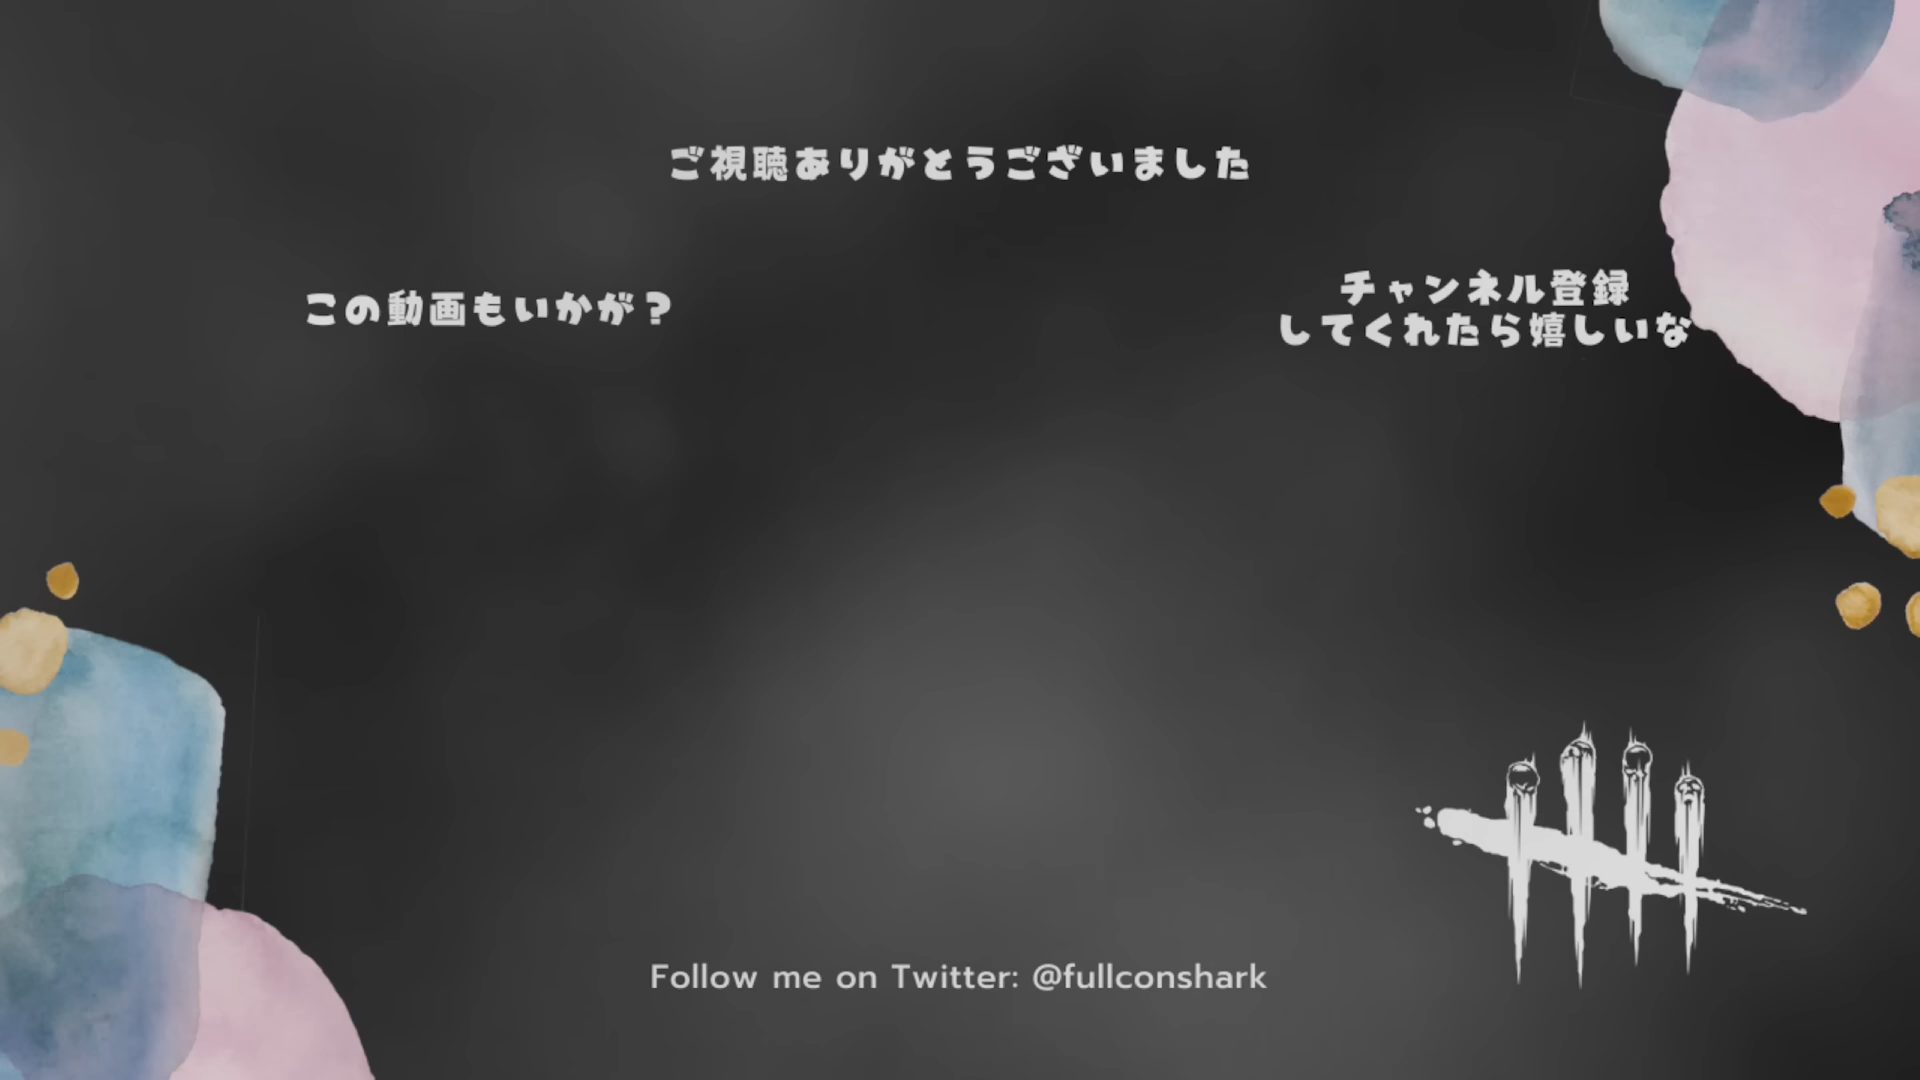 ご視聴ありがとうございました
この動画もいかが？
チャンネル登録
してくれたら嬉しいな
Follow me on Twitter: @fullconshark